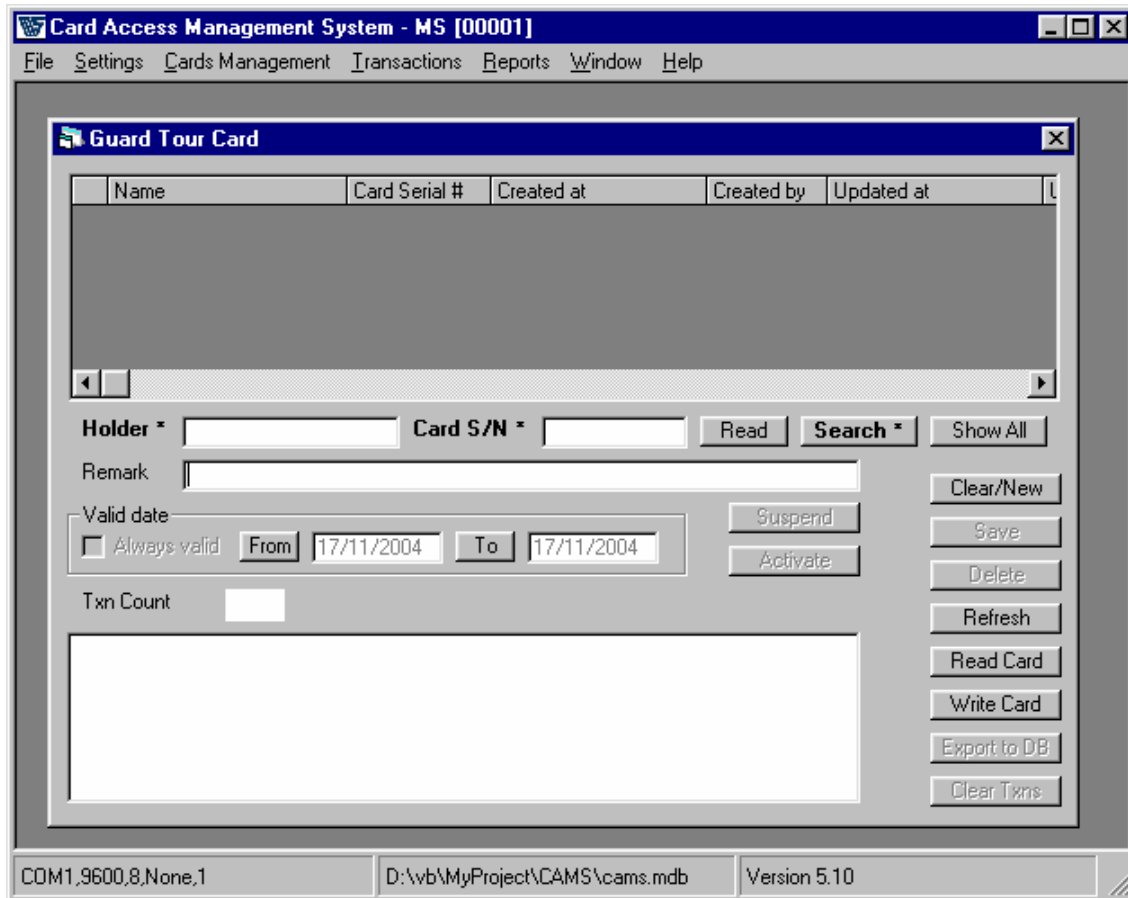 Card Access Management System - MS [00001]
File Settings Cards Management Transactions Reports Window Help
Guard Tour Card
Name Card Serial # Created at Created by Updated at
Holder * Card S/N * Read Search * Show All
Remark
Clear/New
Valid date
Suspend
Save
Always valid From 17/11/2004 To 17/11/2004
Activate
Delete
Txn Count
Refresh
Read Card
Write Card
Export to DB
Clear Txns
COM1,9600,8,None,1 D:\vb\MyProject\CAMS\cams.mdb Version 5.10